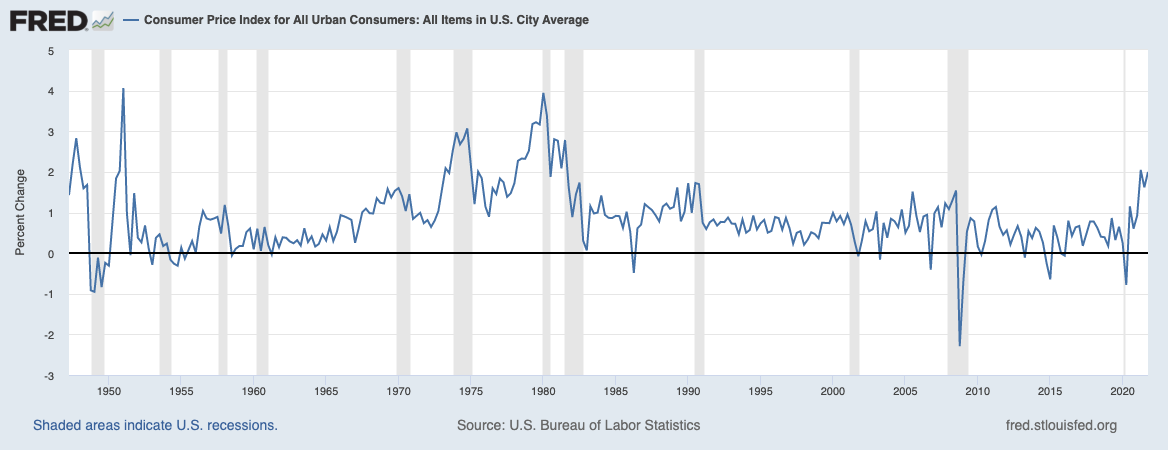 FRED
Consumer Price Index for All Urban Consumers: All Items in U.S. City Average
Percent Change
5
4
3
2
1
0
-1
-2
-3
1950 1955 1960 1965 1970 1975 1980 1985 1990 1995 2000 2005 2010 2015 2020
Shaded areas indicate U.S. recessions.
Source: U.S. Bureau of Labor Statistics
fred.stlouisfed.org